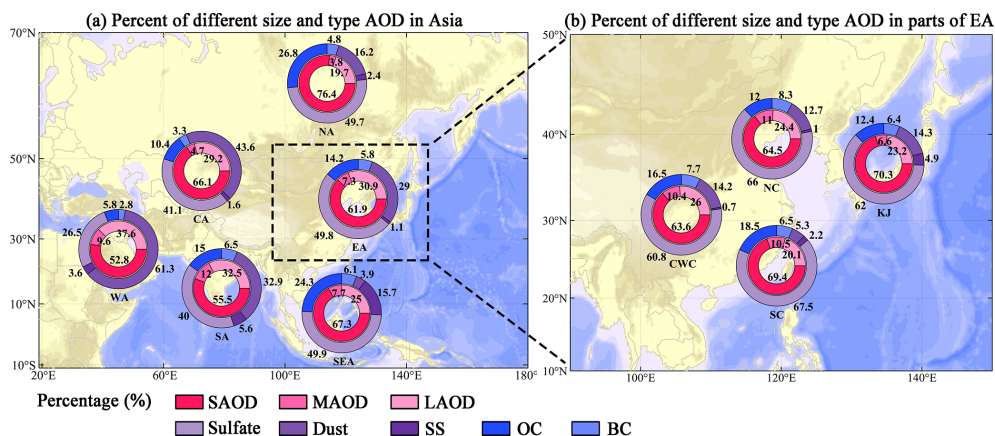 (a) Percent of different size and type AOD in Asia
(b) Percent of different size and type AOD in parts of EA
70°N
50°N
30°N
10°N
10°S
20°E
60°E
100°E
140°E
180°
4.8
26.8
16.2
3.8
19.7
2.4
76.4
49.7
NA
3.3
10.4
43.6
4.7
29.2
66.1
41.1
1.6
CA
14.2
5.8
7.3
30.9
29
61.9
49.8
1.1
EA
5.8
2.8
26.5
9.6
37.6
52.8
3.6
61.3
WA
15
6.5
12
32.5
32.9
55.5
40
5.6
SA
24.3
6.1
3.9
7.7
25
15.7
67.3
49.9
SEA
50°N
40°N
30°N
20°N
100°E
120°E
140°E
12
8.3
12.7
11
24.4
1
64.5
66
NC
12.4
6.4
14.3
6.6
23.2
4.9
70.3
62
KJ
16.5
7.7
14.2
10.4
26
0.7
63.6
60.8
CWC
18.5
6.5
5.3
2.2
10.5
20.1
69.4
67.5
SC
Percentage (%)
SAOD
MAOD
LAOD
Sulfate
Dust
SS
OC
BC